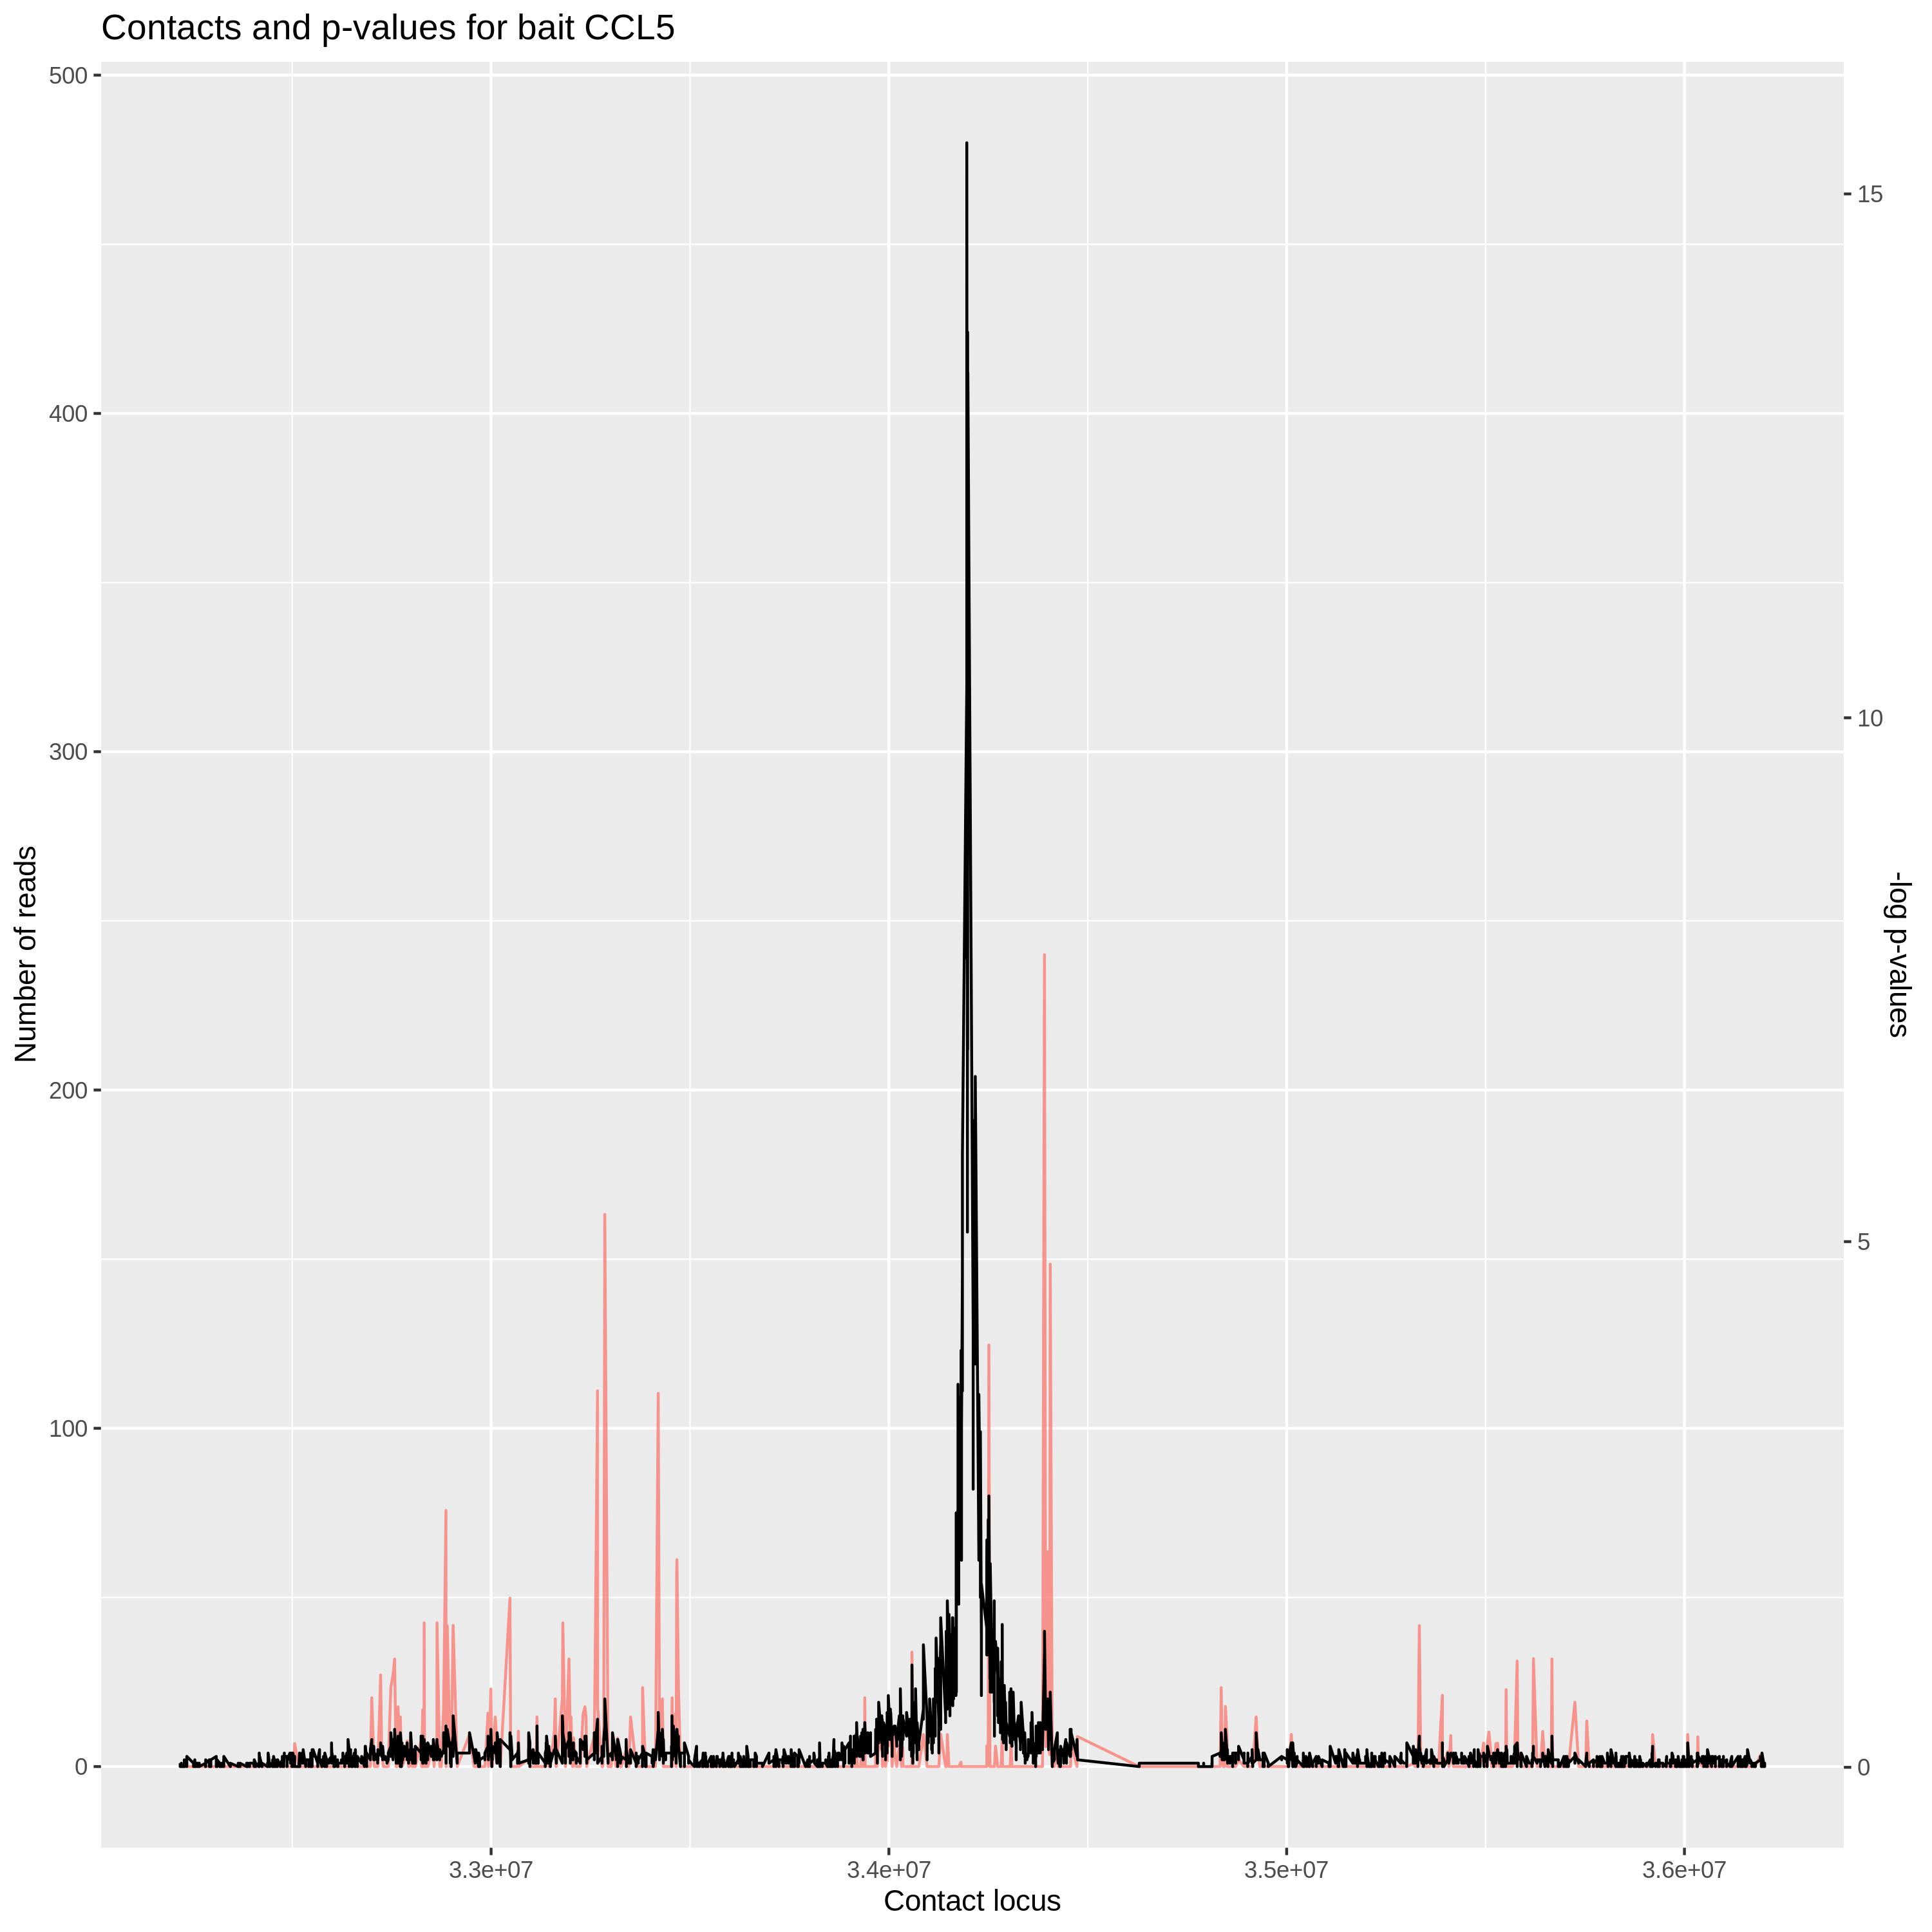 Contacts and p-values for bait CCL5
500
400
300
200
100
0
Number of reads
15
10
5
0
-log p-values
3.3e+07
3.4e+07
3.5e+07
3.6e+07
Contact locus